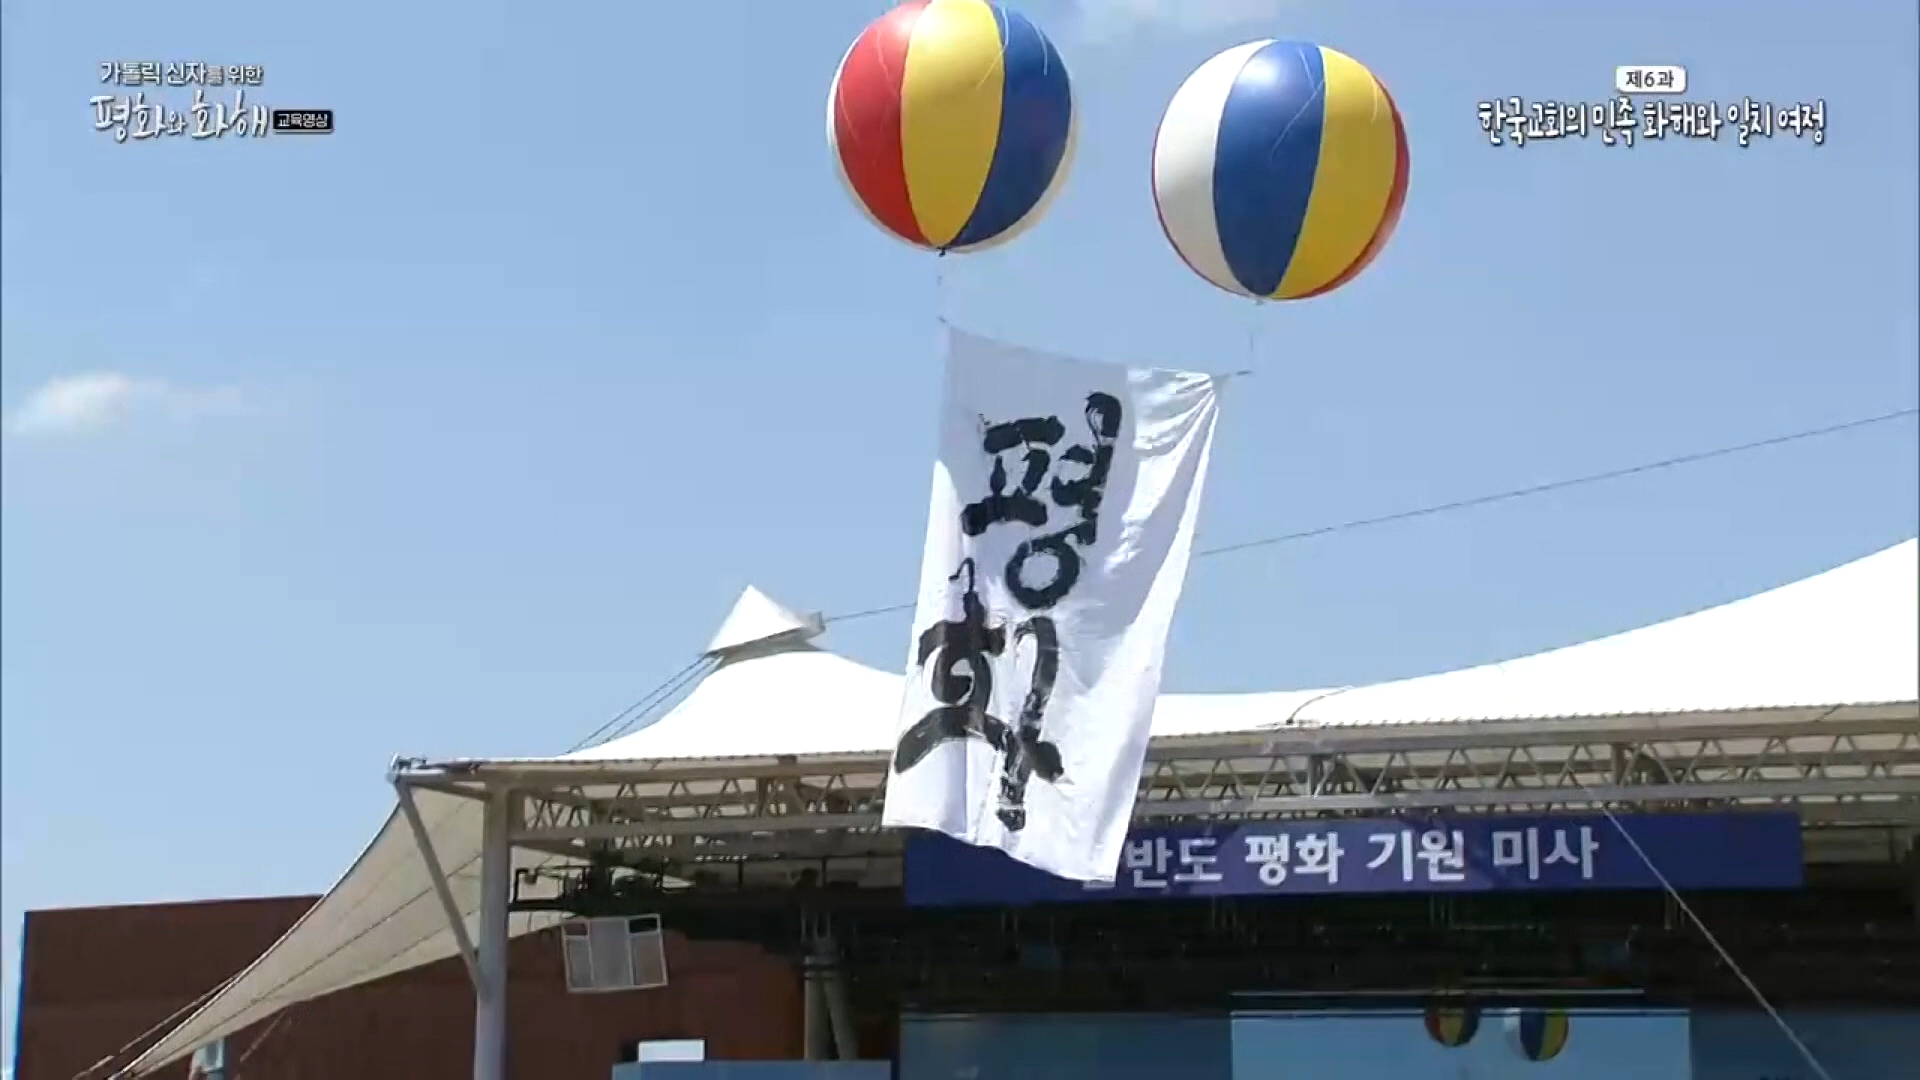 가톨릭 신자를 위한
평화와 화해 교육영상
제6과
한국교회의 민족 화해와 일치 여정
평
화
반도 평화 기원 미사